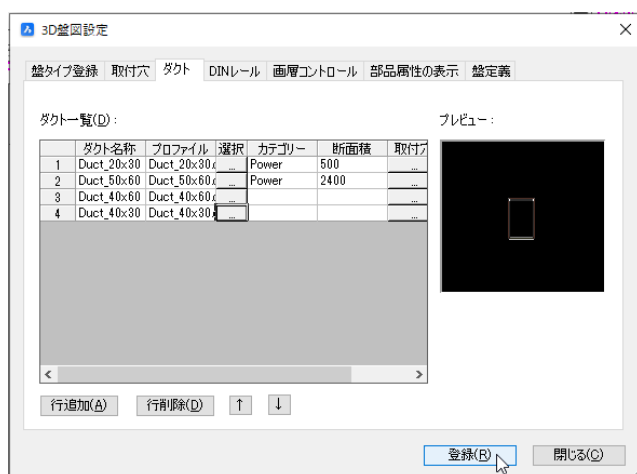 3D盤図設定
盤タイプ登録 取付穴 ダクト DINレール 画層コントロール 部品属性の表示 盤定義
ダクト一覧(D): プレビュー:
ダクト名称 プロファイル 選択 カテゴリー 断面積 取付穴
1 Duct_20x30 Duct_20x30.( ... Power 500 ...
2 Duct_50x60 Duct_50x60.( ... Power 2400 ...
3 Duct_40x60 Duct_40x60.( ... ...
4 Duct_40x30 Duct_40x30. ... ...
行追加(A) 行削除(D) ↑ ↓
登録(R) 閉じる(C)